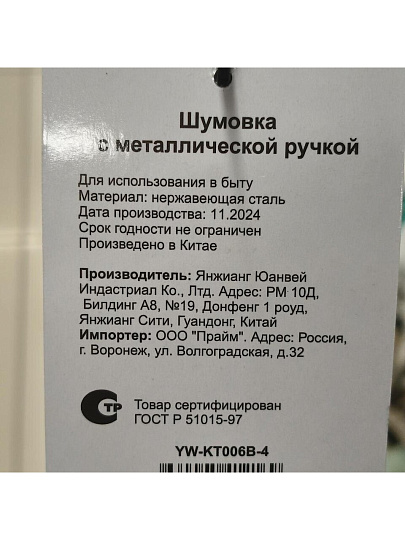 Шумовка
с металлической ручкой
Для использования в быту
Материал: нержавеющая сталь
Дата производства: 11.2024
Срок годности не ограничен
Произведено в Китае
Производитель: Янжианг Юанвей
Индастриал Ко., Лтд. Адрес: РМ 10Д,
Билдинг А8, №19, Донфенг 1 роуд,
Янжианг Сити, Гуандонг, Китай
Импортер: ООО "Прайм". Адрес: Россия,
г. Воронеж, ул. Волгоградская, д.32
СТР
Товар сертифицирован
ГОСТ Р 51015-97
YW-KT006B-4